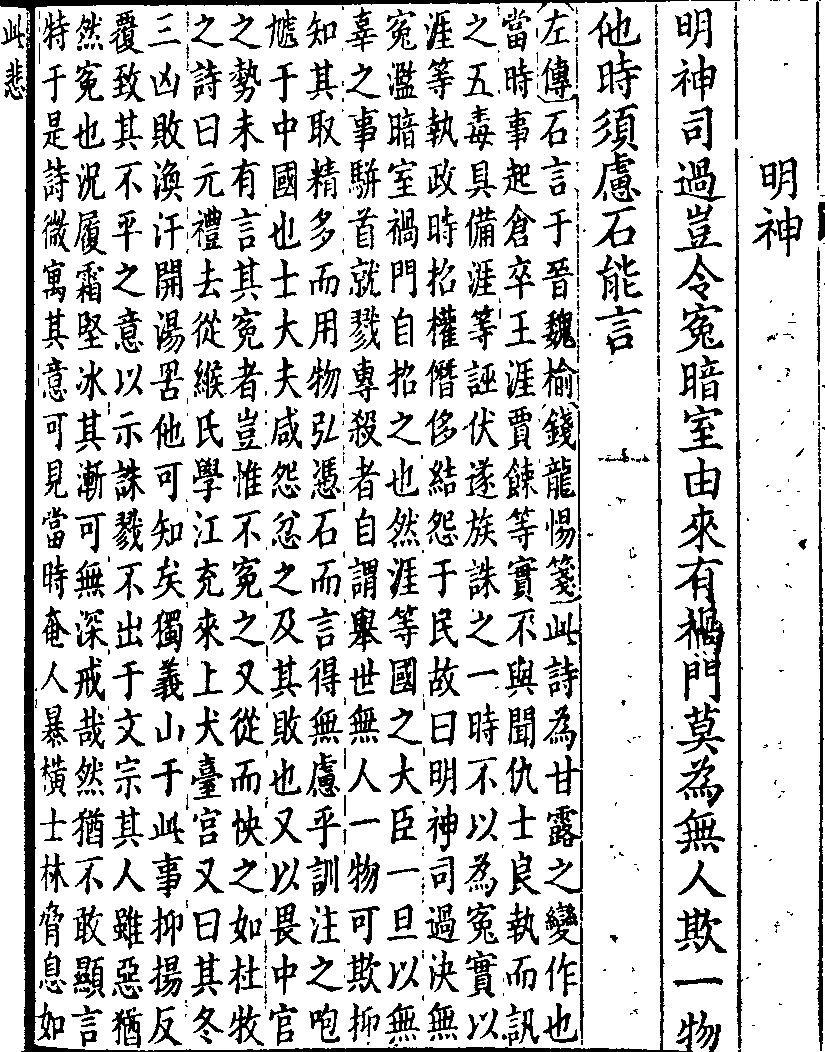 明神
明神司過豈令寃暗室由來有禍門莫為無人欺一物
他時須慮石能言
左傳石言于晉魏榆錢龍惕箋此詩為甘露之變作也
當時事起倉卒王涯賈餗等實不與聞仇士良執而訊
之五毒具備涯等誣伏遂族誅之一時不以為寃實以
涯等執政時招權僭侈結怨于民故曰明神司過決無
寃濫暗室禍門自招之也然涯等國之大臣一旦以無
辜之事駢首就戮專殺者自謂舉世無人一物可欺抑
知其取精多而用物弘憑石而言得無慮乎訓注之咆
虓于中國也士大夫咸怨忿之及其敗也又以畏中官
之勢未有言其寃者豈惟不寃之又從而怏之如杜牧
之詩曰元禮去從緱氏學江充來上犬臺宮又曰其冬
三凶敗渙汗開湯罟他可知矣獨義山于此事抑揚反
覆致其不平之意以示誅戮不出于文宗其人雖惡猶
然寃也況履霜堅冰其漸可無深戒哉然猶不敢顯言
特于是詩微寓其意可見當時奄人暴橫士林脅息如
此悲